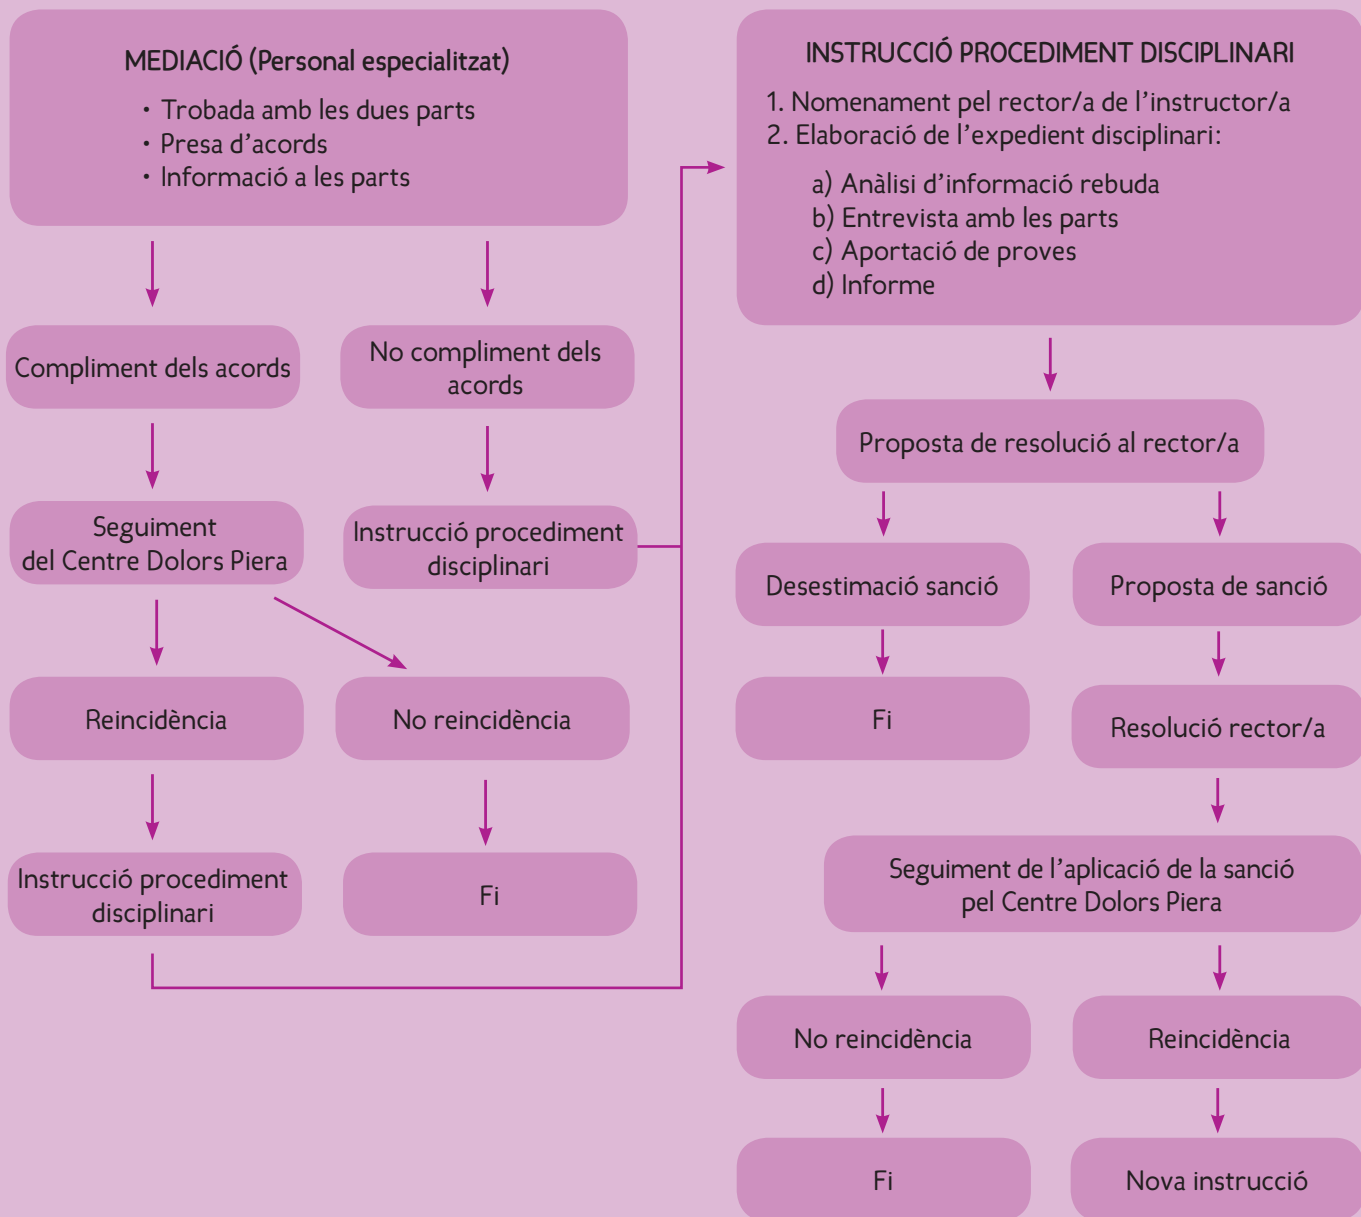 MEDIACIÓ (Personal especialitzat)
· Trobada amb les dues parts
· Presa d'acords
· Informació a les parts
Compliment dels acords
No compliment dels
acords
Seguiment
del Centre Dolors Piera
Instrucció procediment
disciplinari
Reincidència
No reincidència
Instrucció procediment
disciplinari
Fi
INSTRUCCIÓ PROCEDIMENT DISCIPLINARI
1. Nomenament pel rector/a de l'instructor/a
2. Elaboració de l'expedient disciplinari:
a) Anàlisi d'informació rebuda
b) Entrevista amb les parts
c) Aportació de proves
d) Informe
Proposta de resolució al rector/a
Desestimació sanció
Proposta de sanció
Fi
Resolució rector/a
Seguiment de l'aplicació de la sanció
pel Centre Dolors Piera
No reincidència
Reincidència
Fi
Nova instrucció